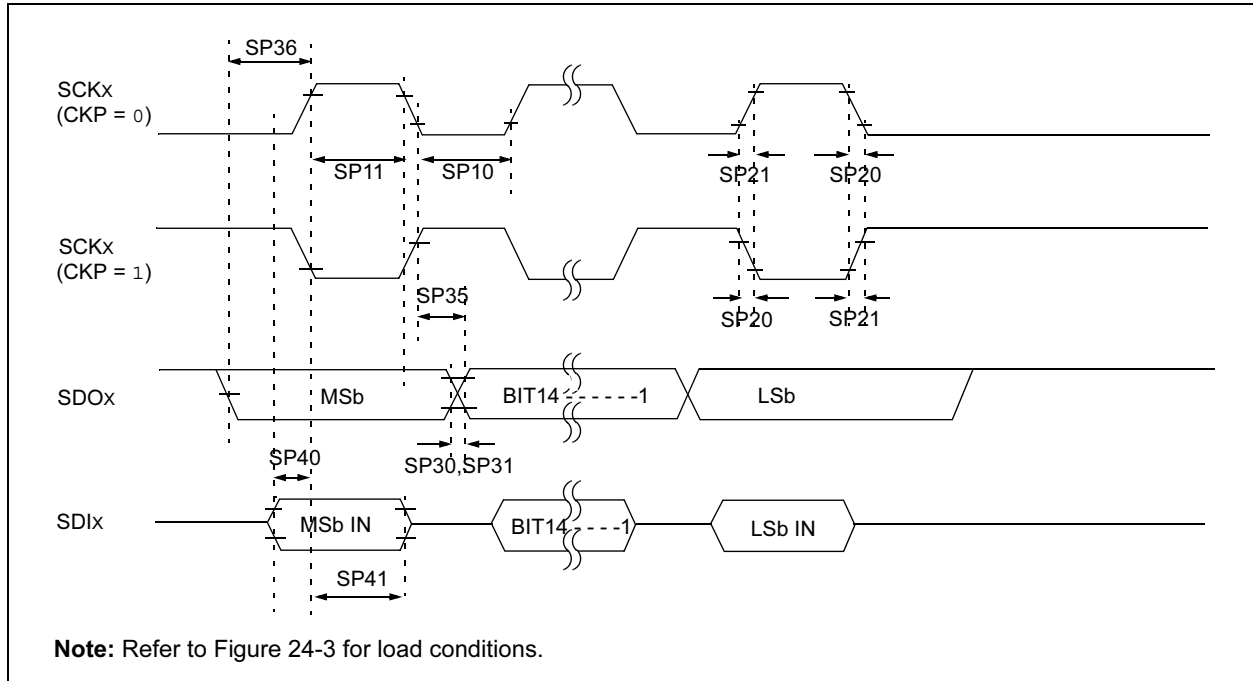 SP36
SCKx
(CKP = 0)
SP11
SP10
SP21
SP20
SCKx
(CKP = 1)
SP35
SP20
SP21
SDOx
MSb
BIT14 - - - - - -1
LSb
SP40
SP30,SP31
SDIx
MSb IN
BIT14 - - - -1
LSb IN
SP41
Note: Refer to Figure 24-3 for load conditions.